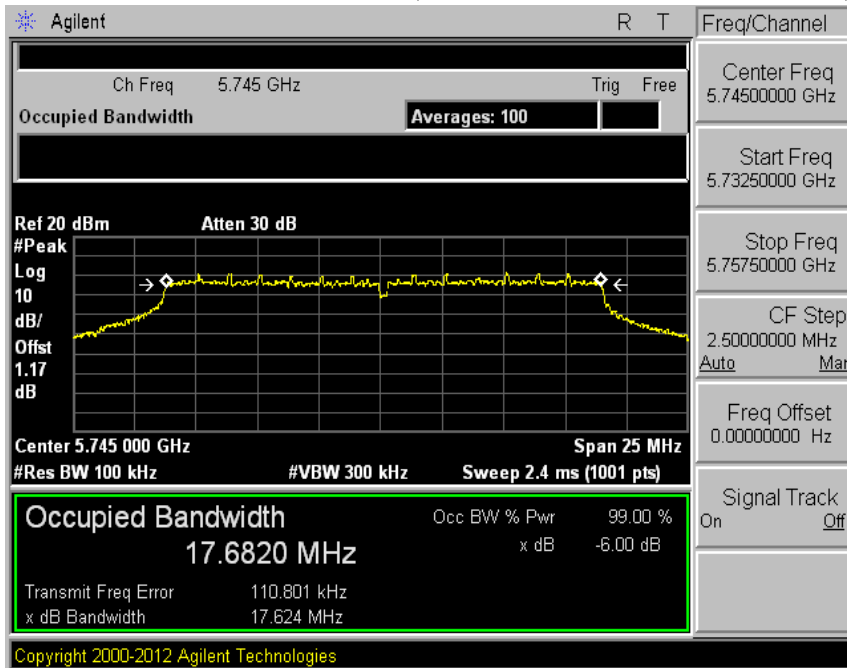 Agilent R T Freq/Channel
Ch Freq 5.745 GHz Trig Free
Occupied Bandwidth Averages: 100
Center Freq
5.74500000 GHz
Start Freq
5.73250000 GHz
Stop Freq
5.75750000 GHz
CF Step
2.50000000 MHz
Auto Man
Freq Offset
0.00000000 Hz
Signal Track
On Off
Ref 20 dBm Atten 30 dB
#Peak
Log
10
dB/
Offst
1.17
dB
Center 5.745 000 GHz Span 25 MHz
#Res BW 100 kHz #VBW 300 kHz Sweep 2.4 ms (1001 pts)
Occupied Bandwidth Occ BW % Pwr 99.00 %
17.6820 MHz x dB -6.00 dB
Transmit Freq Error 110.801 kHz
x dB Bandwidth 17.624 MHz
Copyright 2000-2012 Agilent Technologies